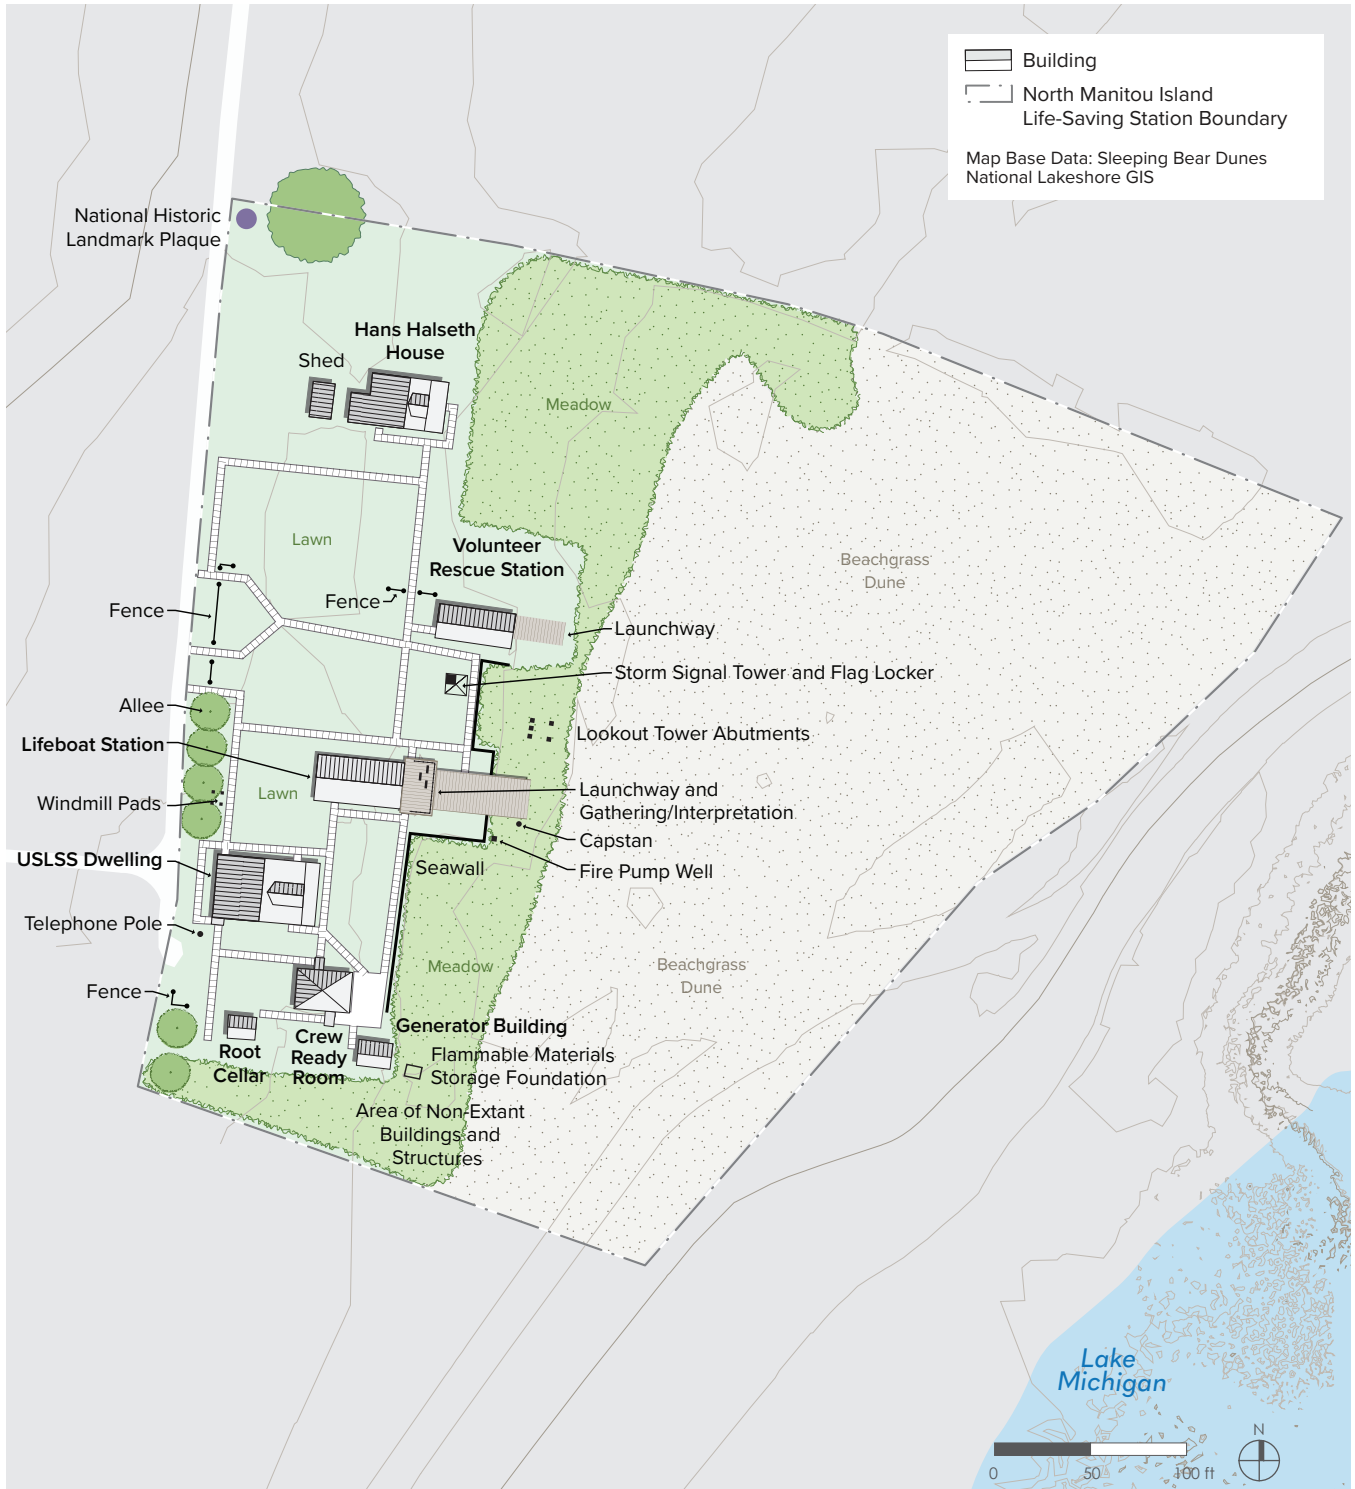 Building
North Manitou Island
Life-Saving Station Boundary
Map Base Data: Sleeping Bear Dunes
National Lakeshore GIS
National Historic
Landmark Plaque
Hans Halseth
House
Shed
Meadow
Lawn
Volunteer
Rescue Station
Beachgrass
Dune
Fence
Fence
Launchway
Storm Signal Tower and Flag Locker
Allee
Lookout Tower Abutments
Lifeboat Station
Lawn
Windmill Pads
Launchway and
Gathering/Interpretation
Capstan
USLSS Dwelling
Seawall
Fire Pump Well
Telephone Pole
Meadow
Beachgrass
Dune
Fence
Generator Building
Crew
Ready
Room
Root
Cellar
Flammable Materials
Storage Foundation
Area of Non-Extant
Buildings and
Structures
Lake
Michigan
N
0 50 100 ft